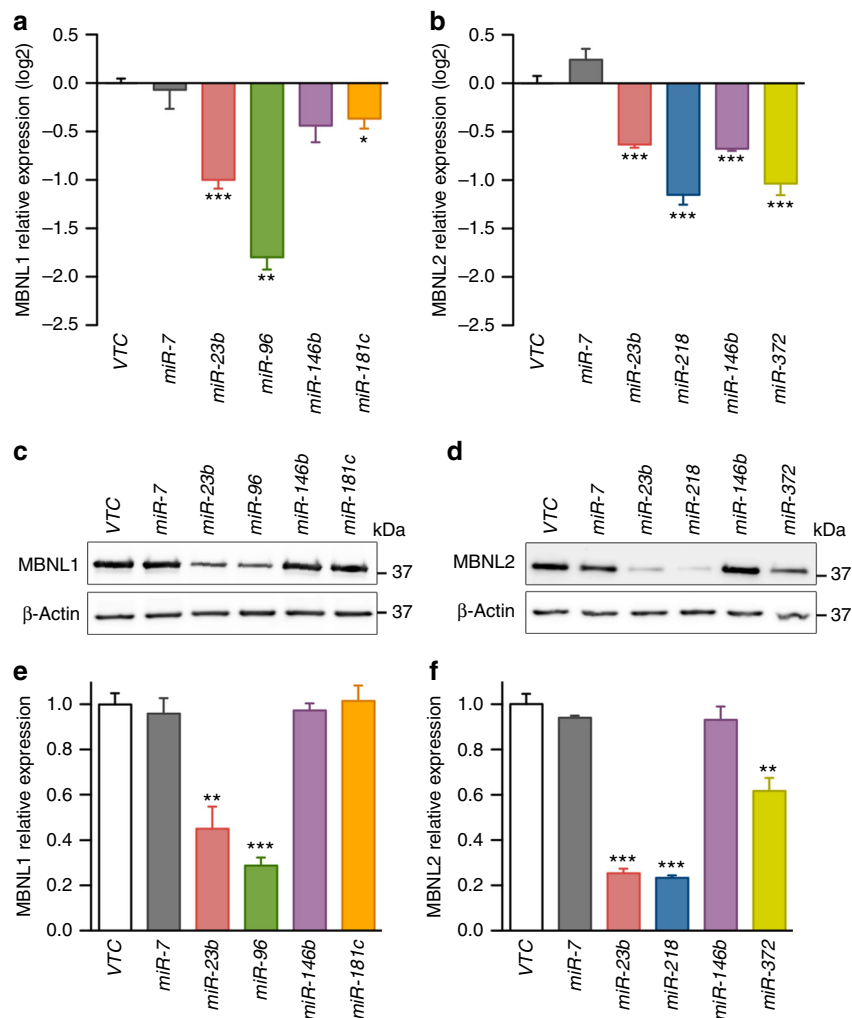 a
MBNL1 relative expression (log2)
0.5
0.0
−0.5
−1.0
−1.5
−2.0
−2.5
***
**
*
VTC
miR-7
miR-23b
miR-96
miR-146b
miR-181c
b
MBNL2 relative expression (log2)
0.5
0.0
−0.5
−1.0
−1.5
−2.0
−2.5
***
***
***
***
VTC
miR-7
miR-23b
miR-218
miR-146b
miR-372
c
VTC
miR-7
miR-23b
miR-96
miR-146b
miR-181c
kDa
MBNL1
37
β-Actin
37
d
VTC
miR-7
miR-23b
miR-218
miR-146b
miR-372
kDa
MBNL2
37
β-Actin
37
e
MBNL1 relative expression
1.0
0.8
0.6
0.4
0.2
0.0
**
***
VTC
miR-7
miR-23b
miR-96
miR-146b
miR-181c
f
MBNL2 relative expression
1.0
0.8
0.6
0.4
0.2
0.0
***
***
**
VTC
miR-7
miR-23b
miR-218
miR-146b
miR-372